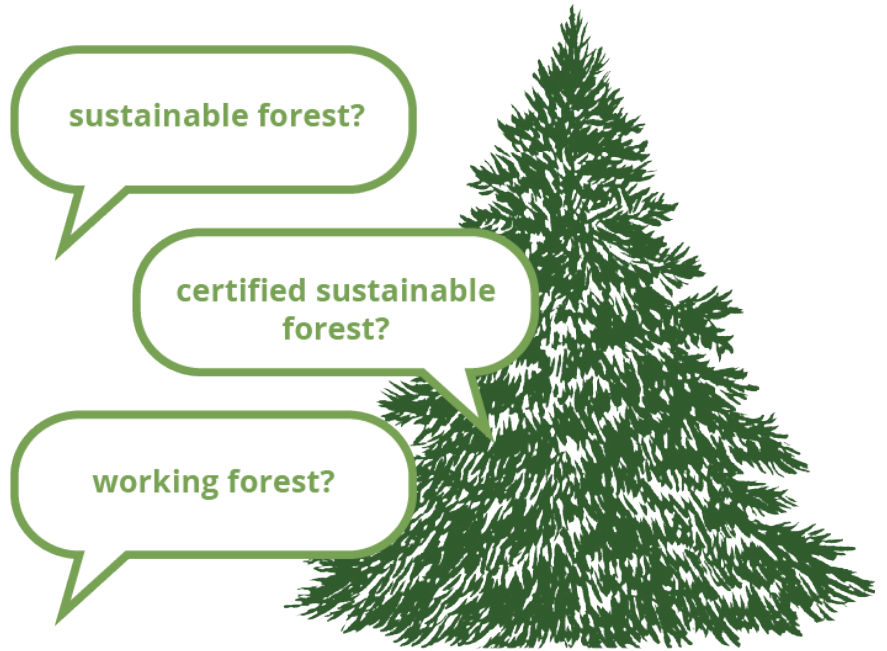 sustainable forest?
certified sustainable
forest?
working forest?